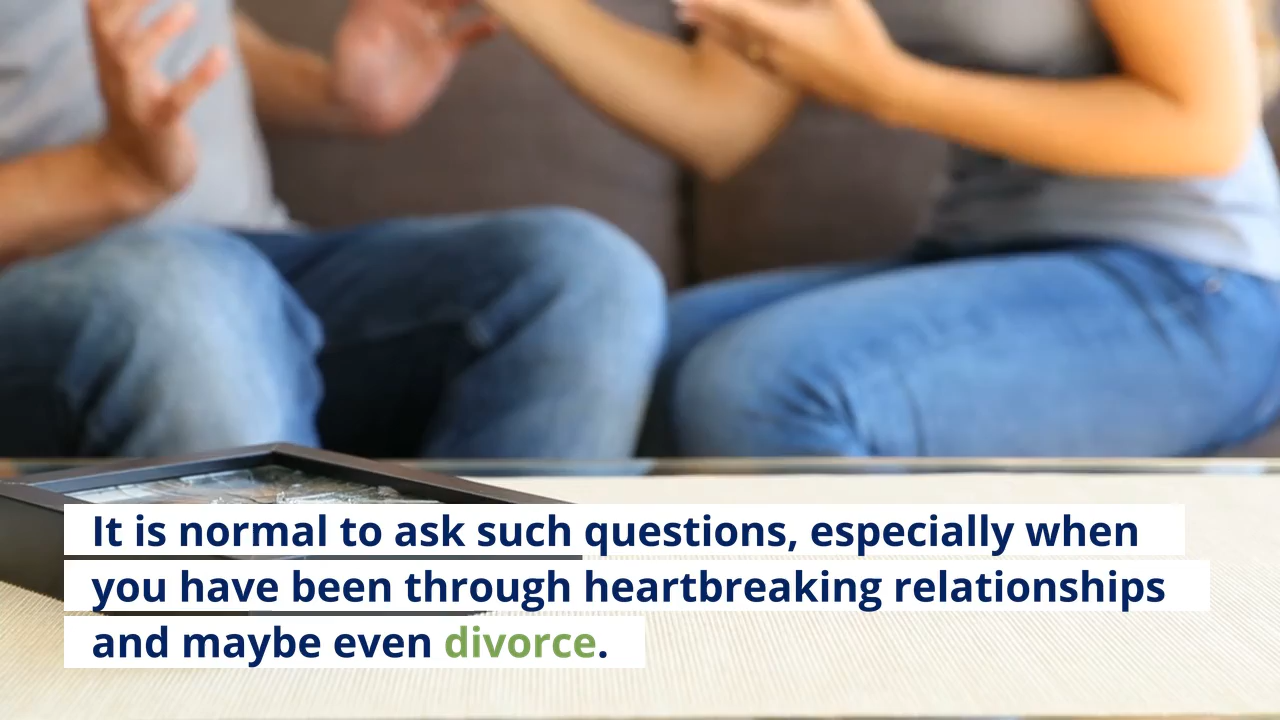 It is normal to ask such questions, especially when
you have been through heartbreaking relationships
and maybe even divorce.